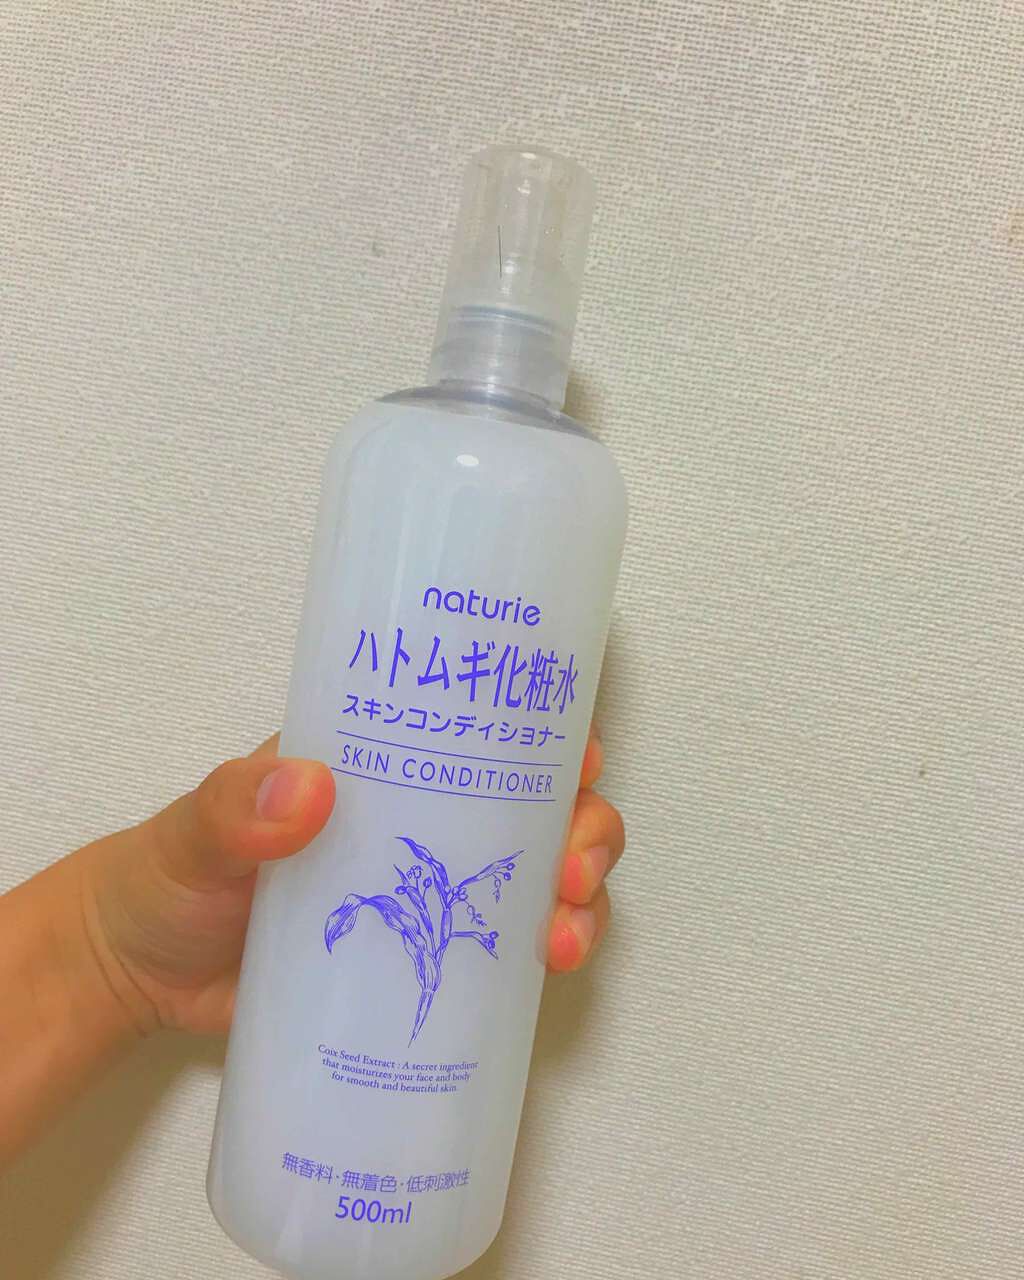 naturie
ハトムギ化粧水
スキンコンディショナー
SKIN CONDITIONER
Coix Seed Extract : A secret ingredient
that moisturizes your face and body
for smooth and beautiful skin.
無香料・無着色・低刺激性
500ml